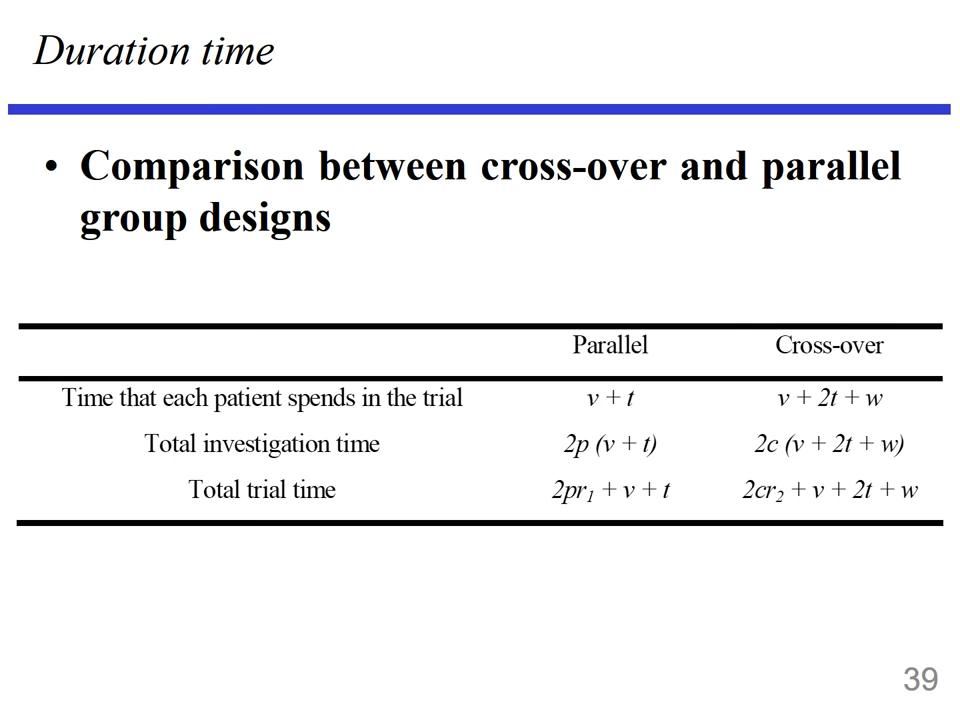 Duration time
• Comparison between cross-over and parallel
group designs
Parallel Cross-over
Time that each patient spends in the trial v + t v + 2t + w
Total investigation time 2p (v + t) 2c (v + 2t + w)
Total trial time 2pr₁ + v + t 2cr₂ + v + 2t + w
39